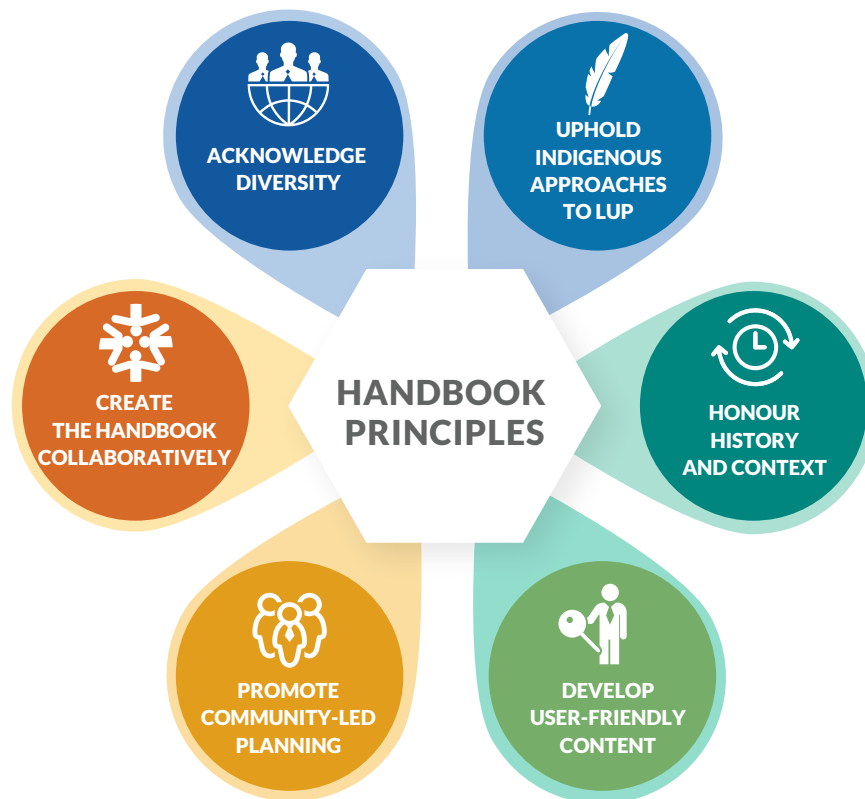 ACKNOWLEDGE
DIVERSITY
UPHOLD
INDIGENOUS
APPROACHES
TO LUP
CREATE
THE HANDBOOK
COLLABORATIVELY
HANDBOOK
PRINCIPLES
HONOUR
HISTORY
AND CONTEXT
PROMOTE
COMMUNITY-LED
PLANNING
DEVELOP
USER-FRIENDLY
CONTENT